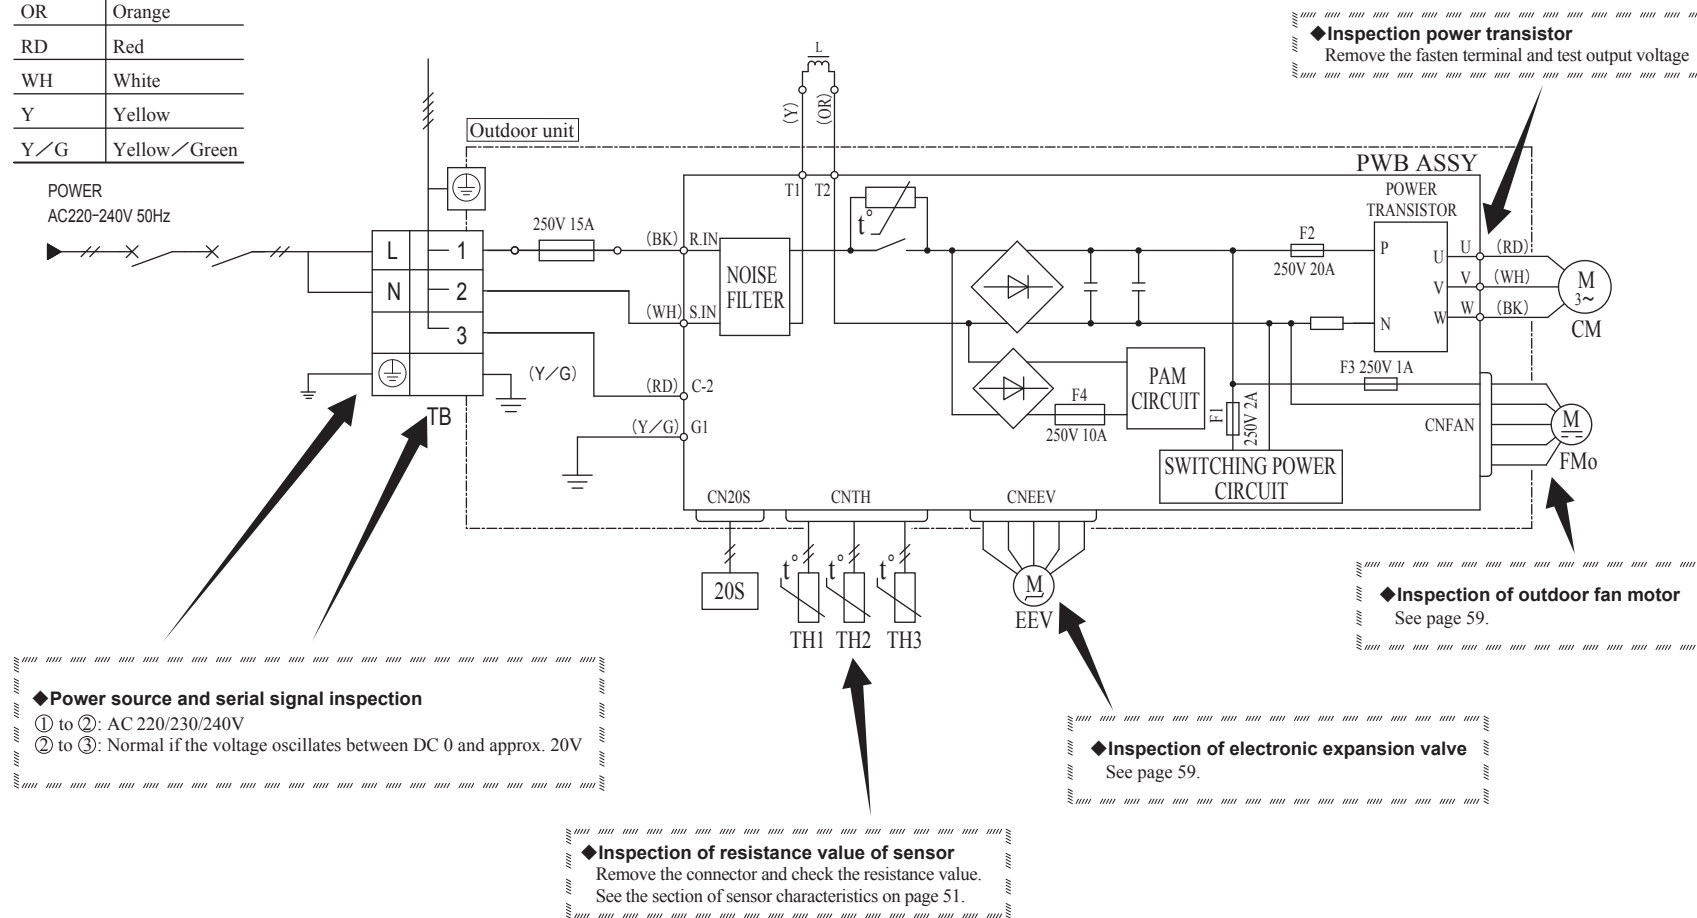 OR Orange
RD Red
WH White
Y Yellow
Y／G Yellow／Green
◆Inspection power transistor
Remove the fasten terminal and test output voltage
L
(Y)
(OR)
Outdoor unit
PWB ASSY
POWER
AC220-240V 50Hz
T1
T2
POWER
TRANSISTOR
250V 15A
t°
F2
250V 20A
L
1
(BK)
R.IN
P
U
U
(RD)
NOISE
FILTER
N
2
V
V
(WH)
M
3~
(WH)
S.IN
N
W
W
(BK)
CM
3
(Y／G)
(RD)
C-2
PAM
CIRCUIT
F3 250V 1A
F4
250V 10A
F1
250V 2A
TB
(Y／G)
G1
CNFAN
M
FMo
SWITCHING POWER
CIRCUIT
CN20S
CNTH
CNEEV
20S
t°
t°
t°
M
TH1
TH2
TH3
EEV
◆Inspection of outdoor fan motor
See page 59.
◆Power source and serial signal inspection
① to ②: AC 220/230/240V
② to ③: Normal if the voltage oscillates between DC 0 and approx. 20V
◆Inspection of electronic expansion valve
See page 59.
◆Inspection of resistance value of sensor
Remove the connector and check the resistance value.
See the section of sensor characteristics on page 51.